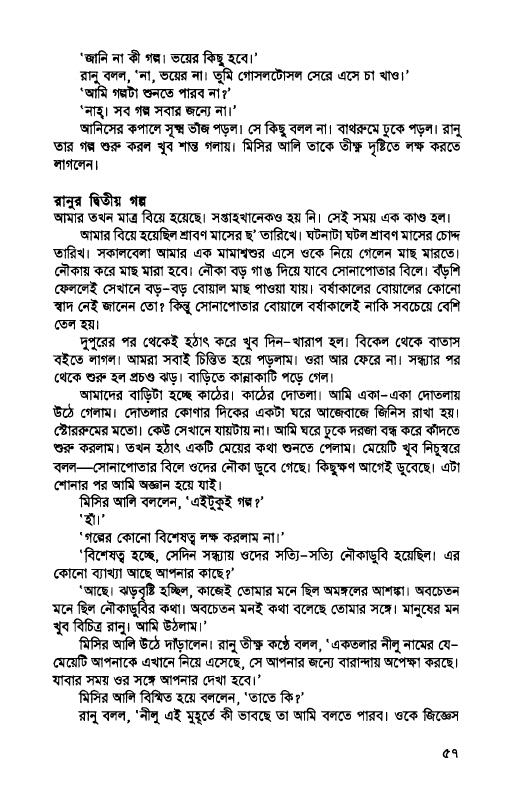 ‘জানি না কী গল্প। ভয়ের কিছু হবে।’
রানু বলল, ‘না, ভয়ের না। তুমি গোসলটোসল সেরে এসে চা খাও।’
‘আমি গল্পটা শুনতে পারব না?’
‘নাহ্। সব গল্প সবার জন্যে না।’
আনিসের কপালে সূক্ষ্ম ভাঁজ পড়ল। সে কিছু বলল না। বাথরুমে ঢুকে পড়ল। রানু
তার গল্প শুরু করল খুব শান্ত গলায়। মিসির আলি তাকে তীক্ষ্ণ দৃষ্টিতে লক্ষ করতে
লাগলেন।
রানুর দ্বিতীয় গল্প
আমার তখন মাত্র বিয়ে হয়েছে। সপ্তাহখানেকও হয় নি। সেই সময় এক কাণ্ড হল।
আমার বিয়ে হয়েছিল শ্রাবণ মাসের ছ’ তারিখে। ঘটনাটা ঘটল শ্রাবণ মাসের চোদ্দ
তারিখ। সকালবেলা আমার এক মামাশ্বশুর এসে ওকে নিয়ে গেলেন মাছ মারতে।
নৌকায় করে মাছ মারা হবে। নৌকা বড় গাঙ দিয়ে যাবে সোনাপোতার বিলে। বঁড়শি
ফেললেই সেখানে বড়-বড় বোয়াল মাছ পাওয়া যায়। বর্ষাকালের বোয়ালের কোনো
স্বাদ নেই জানেন তো? কিন্তু সোনাপোতার বোয়ালে বর্ষাকালেই নাকি সবচেয়ে বেশি
তেল হয়।
দুপুরের পর থেকেই হঠাৎ করে খুব দিন-খারাপ হল। বিকেল থেকে বাতাস
বইতে লাগল। আমরা সবাই চিন্তিত হয়ে পড়লাম। ওরা আর ফেরে না। সন্ধ্যার পর
থেকে শুরু হল প্রচণ্ড ঝড়। বাড়িতে কান্নাকাটি পড়ে গেল।
আমাদের বাড়িটা হচ্ছে কাঠের। কাঠের দোতলা। আমি একা-একা দোতলায়
উঠে গেলাম। দোতলার কোণার দিকের একটা ঘরে আজেবাজে জিনিস রাখা হয়।
স্টোররুমের মতো। কেউ সেখানে যায়টায় না। আমি ঘরে ঢুকে দরজা বন্ধ করে কাঁদতে
শুরু করলাম। তখন হঠাৎ একটি মেয়ের কথা শুনতে পেলাম। মেয়েটি খুব নিচুস্বরে
বলল—সোনাপোতার বিলে ওদের নৌকা ডুবে গেছে। কিছুক্ষণ আগেই ডুবেছে। এটা
শোনার পর আমি অজ্ঞান হয়ে যাই।
মিসির আলি বললেন, ‘এইটুকুই গল্প?’
‘হাঁ।’
‘গল্পের কোনো বিশেষত্ব লক্ষ করলাম না।’
‘বিশেষত্ব হচ্ছে, সেদিন সন্ধ্যায় ওদের সত্যি-সত্যি নৌকাডুবি হয়েছিল। এর
কোনো ব্যাখ্যা আছে আপনার কাছে?’
‘আছে। ঝড়বৃষ্টি হচ্ছিল, কাজেই তোমার মনে ছিল অমঙ্গলের আশঙ্কা। অবচেতন
মনে ছিল নৌকাডুবির কথা। অবচেতন মনই কথা বলেছে তোমার সঙ্গে। মানুষের মন
খুব বিচিত্র রানু। আমি উঠলাম।’
মিসির আলি উঠে দাঁড়ালেন। রানু তীক্ষ্ণ কণ্ঠে বলল, ‘একতলার নীলু নামের যে-
মেয়েটি আপনাকে এখানে নিয়ে এসেছে, সে আপনার জন্যে বারান্দায় অপেক্ষা করছে।
যাবার সময় ওর সঙ্গে আপনার দেখা হবে।’
মিসির আলি বিস্মিত হয়ে বললেন, ‘তাতে কি?’
রানু বলল, ‘নীলু এই মুহূর্তে কী ভাবছে তা আমি বলতে পারব। ওকে জিজ্ঞেস
৫৭